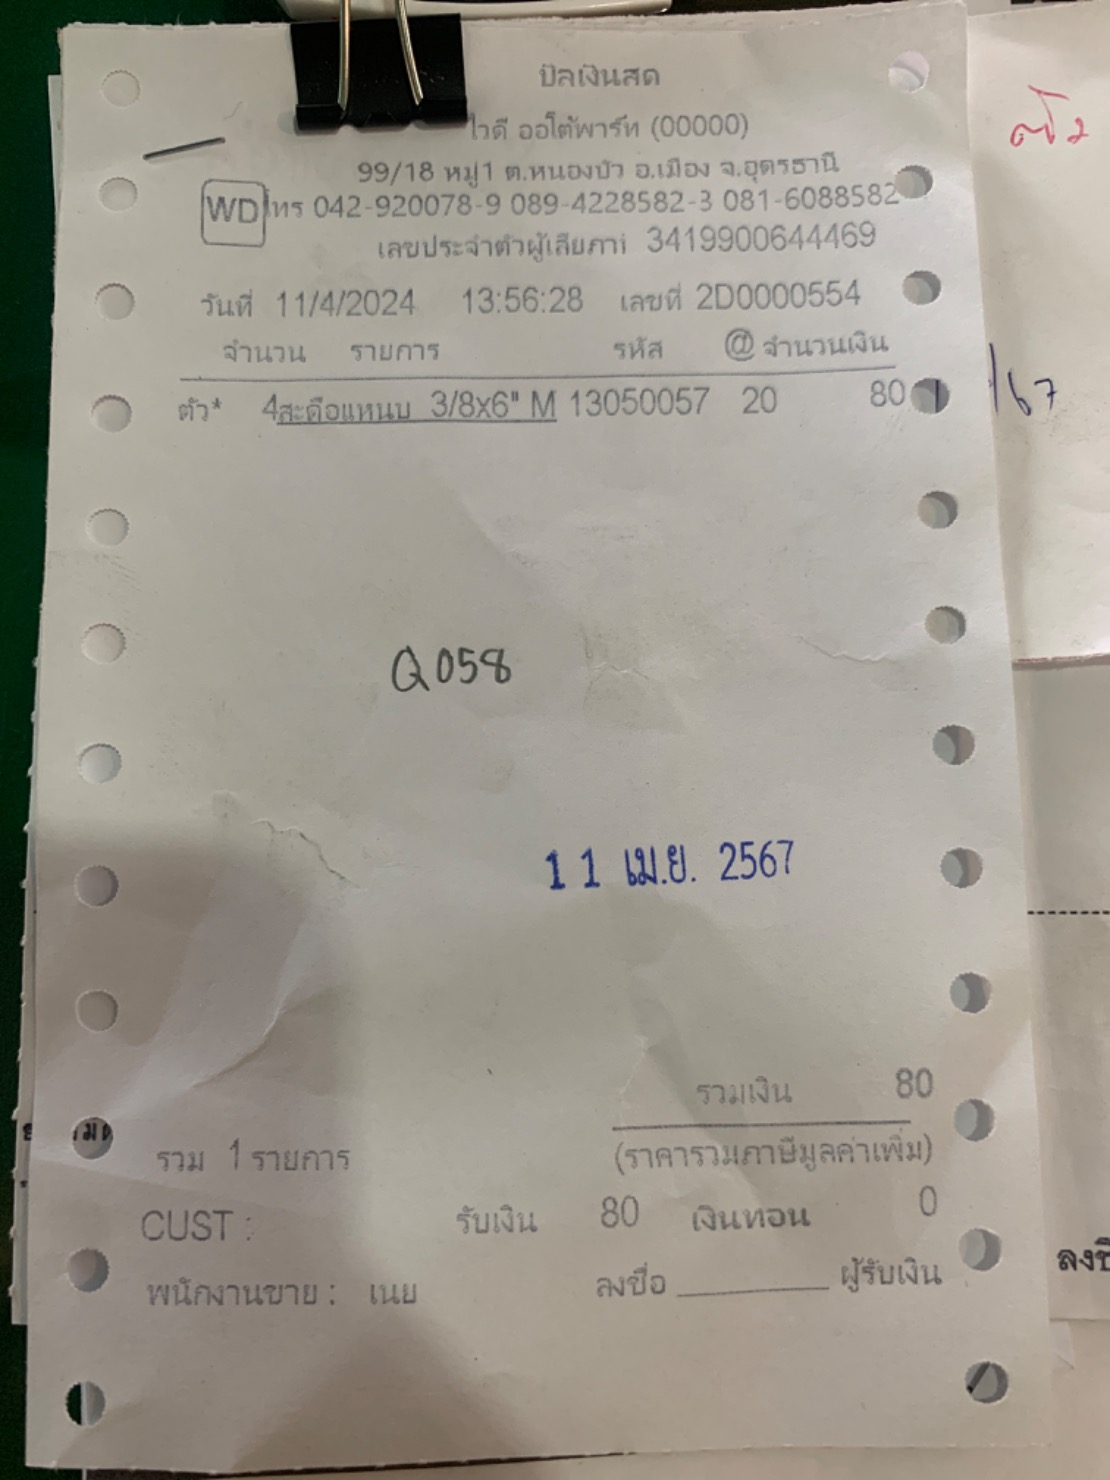 บิลเงินสด
ไวดี ออโต้พาร์ท (00000)
99/18 หมู่1 ต.หนองบัว อ.เมือง จ.อุดรธานี
WD โทร 042-920078-9 089-4228582-3 081-6088582
เลขประจำตัวผู้เสียภาษี 3419900644469
วันที่ 11/4/2024 13:56:28 เลขที่ 2D0000554
จำนวน รายการ รหัส @ จำนวนเงิน
ตัว* 4 สะดือแหนบ 3/8x6" M 13050057 20 80
/67
Q058
11 เม.ย. 2567
รวมเงิน 80
รวม 1 รายการ (ราคารวมภาษีมูลค่าเพิ่ม)
CUST : รับเงิน 80 เงินทอน 0
พนักงานขาย : เนย ลงชื่อ ________ ผู้รับเงิน